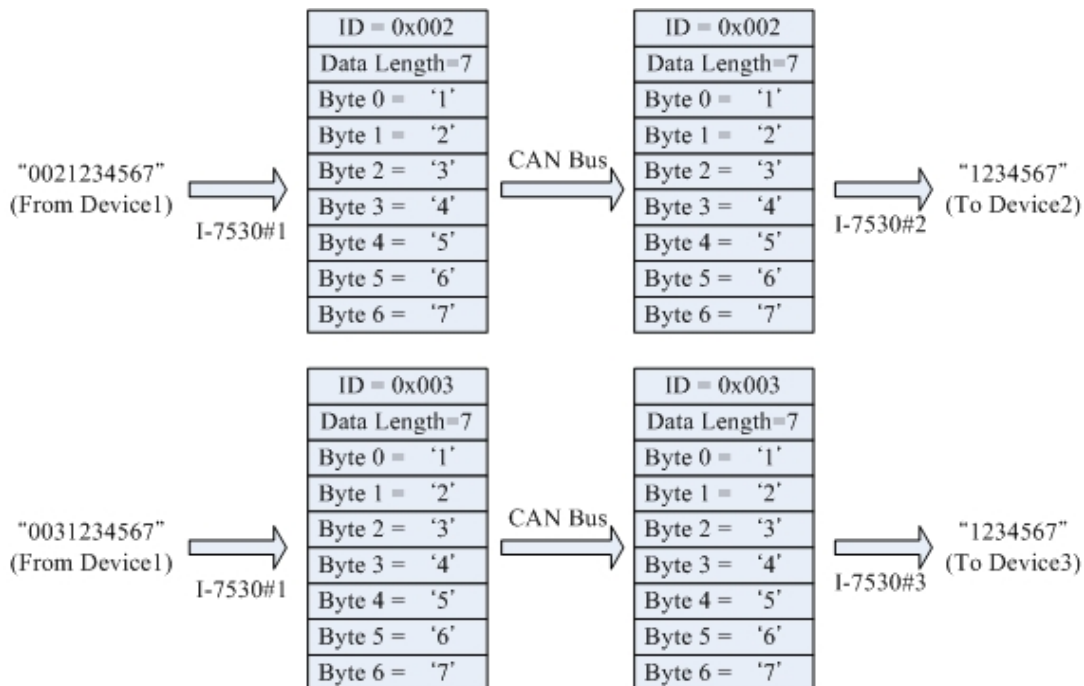 ID = 0x002
Data Length=7
Byte 0 = ‘1’
Byte 1 = ‘2’
Byte 2 = ‘3’
Byte 3 = ‘4’
Byte 4 = ‘5’
Byte 5 = ‘6’
Byte 6 = ‘7’
“0021234567”
(From Device1)
I-7530#1
CAN Bus
ID = 0x002
Data Length=7
Byte 0 = ‘1’
Byte 1 = ‘2’
Byte 2 = ‘3’
Byte 3 = ‘4’
Byte 4 = ‘5’
Byte 5 = ‘6’
Byte 6 = ‘7’
I-7530#2
“1234567”
(To Device2)
ID = 0x003
Data Length=7
Byte 0 = ‘1’
Byte 1 = ‘2’
Byte 2 = ‘3’
Byte 3 = ‘4’
Byte 4 = ‘5’
Byte 5 = ‘6’
Byte 6 = ‘7’
“0031234567”
(From Device1)
I-7530#1
CAN Bus
ID = 0x003
Data Length=7
Byte 0 = ‘1’
Byte 1 = ‘2’
Byte 2 = ‘3’
Byte 3 = ‘4’
Byte 4 = ‘5’
Byte 5 = ‘6’
Byte 6 = ‘7’
I-7530#3
“1234567”
(To Device3)